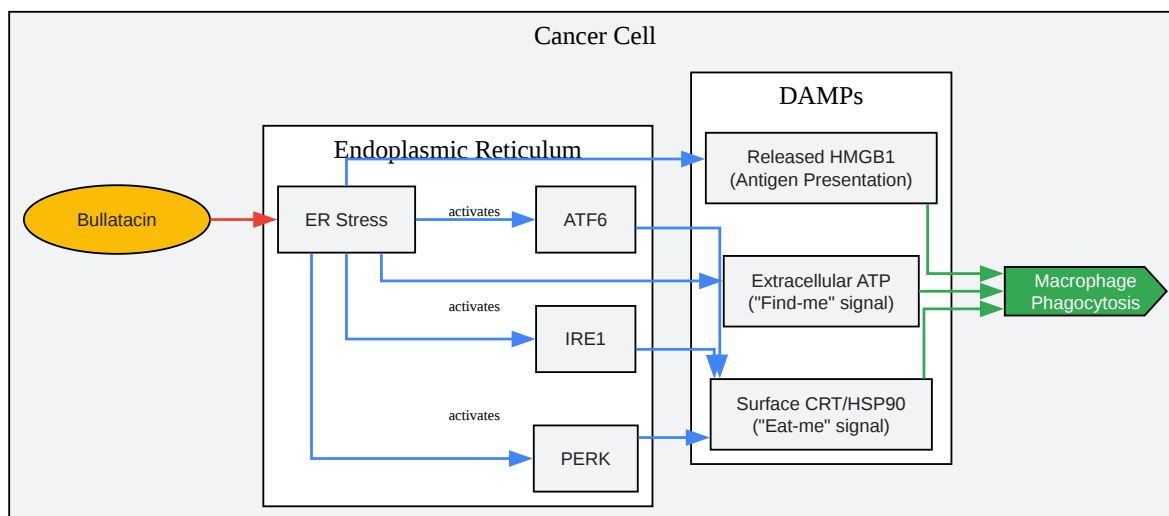 Cancer Cell
DAMPs
Endoplasmic Reticulum
Released HMGB1
(Antigen Presentation)
Bullatacin
ER Stress
activates
ATF6
Extracellular ATP
("Find-me" signal)
Macrophage
Phagocytosis
activates
IRE1
Surface CRT/HSP90
("Eat-me" signal)
activates
PERK